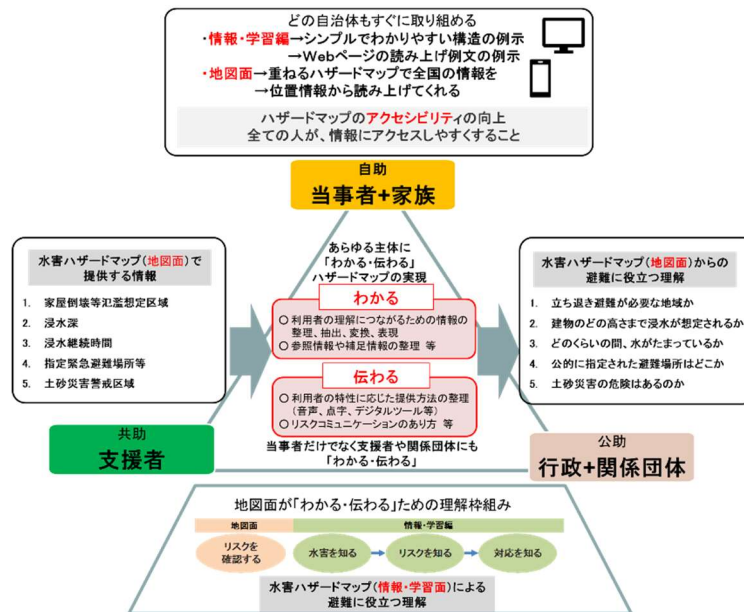 どの自治体もすぐに取り組める
・情報・学習編→シンプルでわかりやすい構造の例示
→Webページの読み上げ例文の例示
・地図面→重ねるハザードマップで全国の情報を
→位置情報から読み上げてくれる
ハザードマップのアクセシビリティの向上
全ての人が、情報にアクセスしやすくすること
自助
当事者+家族
水害ハザードマップ(地図面)で
提供する情報
1. 家屋倒壊等氾濫想定区域
2. 浸水深
3. 浸水継続時間
4. 指定緊急避難場所等
5. 土砂災害警戒区域
あらゆる主体に
「わかる・伝わる」
ハザードマップの実現
わかる
○ 利用者の理解につながるための情報の
整理、抽出、変換、表現
○ 参照情報や補足情報の整理 等
伝わる
○ 利用者の特性に応じた提供方法の整理
(音声、点字、デジタルツール等)
○ リスクコミュニケーションのあり方 等
当事者だけでなく支援者や関係団体にも
「わかる・伝わる」
水害ハザードマップ(地図面)からの
避難に役立つ理解
1. 立ち退き避難が必要な地域か
2. 建物のどの高さまで浸水が想定されるか
3. どのくらいの間、水がたまっているか
4. 公的に指定された避難場所はどこか
5. 土砂災害の危険はあるのか
共助
支援者
公助
行政+関係団体
地図面が「わかる・伝わる」ための理解枠組み
地図面
情報・学習編
リスクを
確認する
水害を知る
リスクを知る
対応を知る
水害ハザードマップ(情報・学習面)による
避難に役立つ理解